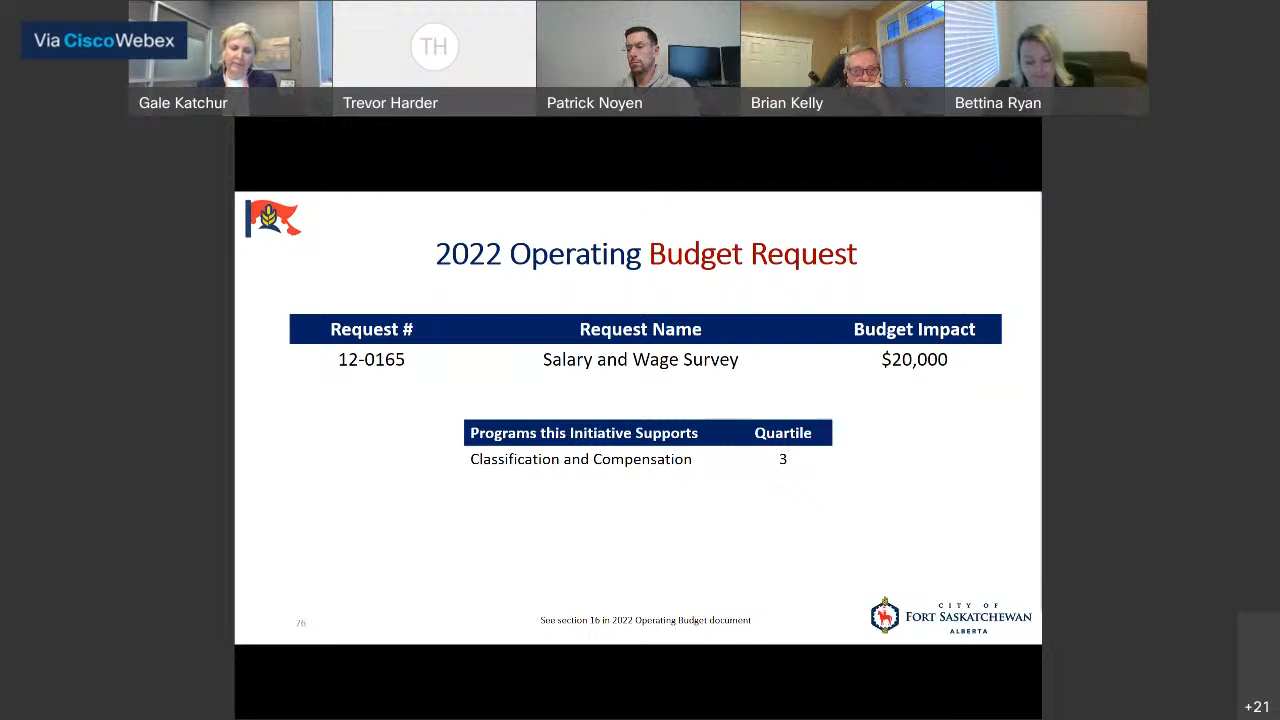 Via CiscoWebex
TH
Gale Katchur
Trevor Harder
Patrick Noyen
Brian Kelly
Bettina Ryan
2022 Operating Budget Request
Request # Request Name Budget Impact
12-0165 Salary and Wage Survey $20,000
Programs this Initiative Supports Quartile
Classification and Compensation 3
76
See section 16 in 2022 Operating Budget document
CITY OF
FORT SASKATCHEWAN
ALBERTA
+21